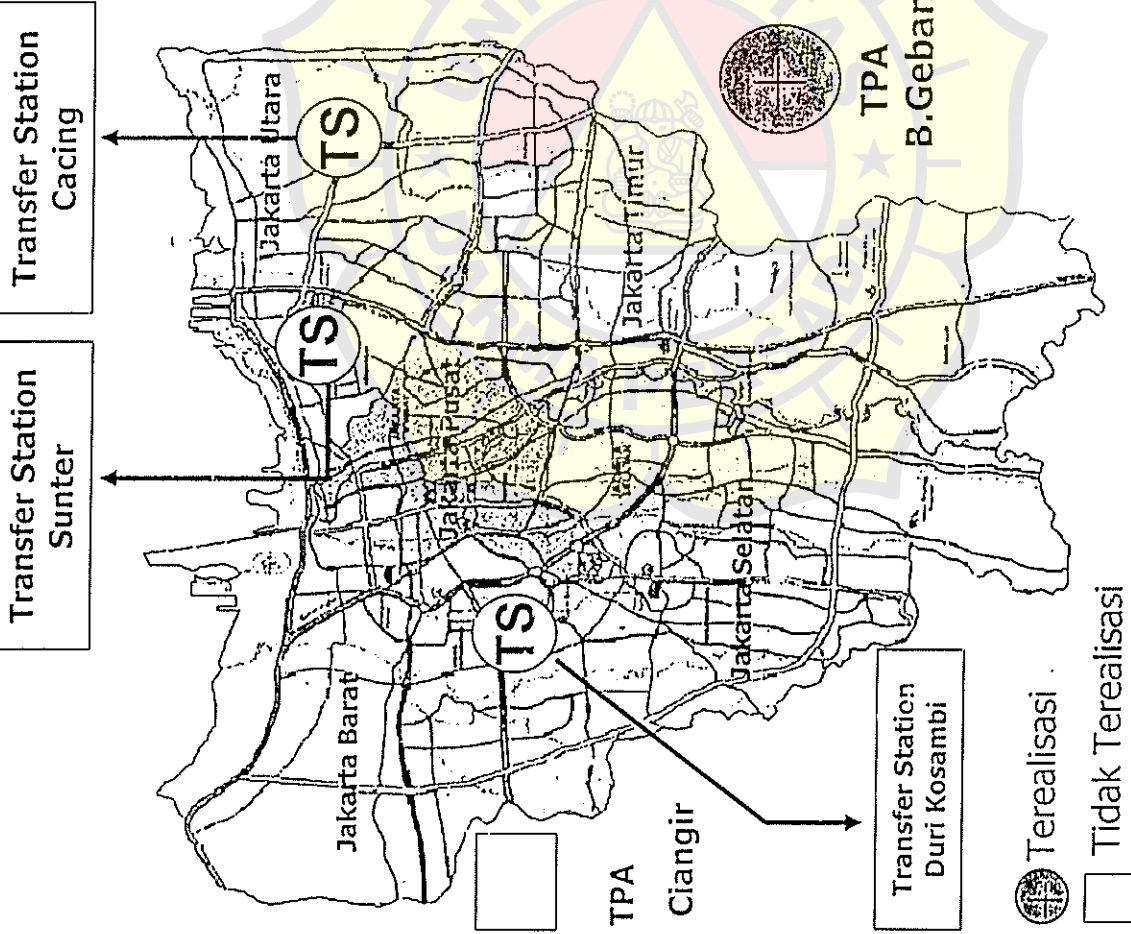 Transfer Station
Sunter
Transfer Station
Cacing
TS
TS
TS
Jakarta Utara
Jakarta Barat
Jakarta Pusat
Jakarta Timur
Jakarta Selatan
TPA
Ciangir
TPA
B.Geban
Transfer Station
Duri Kosambi
Terealisasi
Tidak Terealisasi